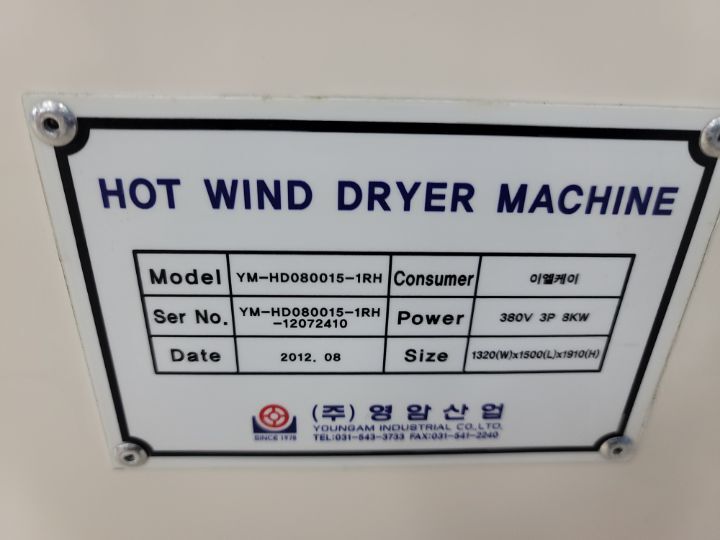 HOT WIND DRYER MACHINE
Model YM-HD080015-1RH Consumer 이엘케이
Ser No. YM-HD080015-1RH -12072410 Power 380V 3P 8KW
Date 2012. 08 Size 1320(W)x1500(L)x1910(H)
(주) 영암산업
SINCE 1978 YOUNGAM INDUSTRIAL CO.,LTD.
TEL:031-543-3733 FAX:031-541-2240